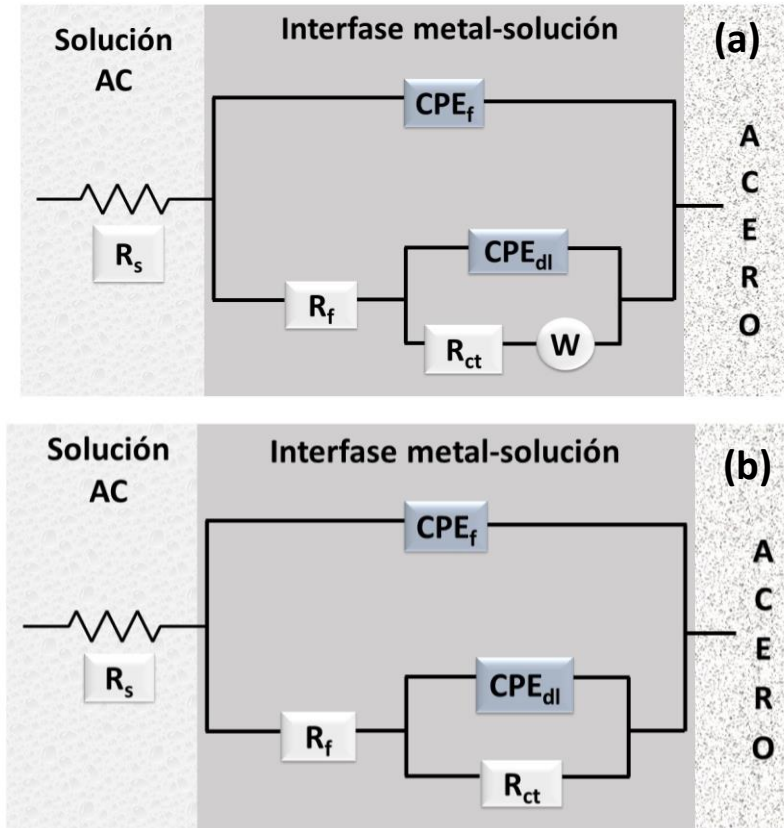 Solución
AC
Interfase metal-solución
(a)
CPEf
A
C
E
R
O
Rs
CPEdl
Rf
Rct
W
Solución
AC
Interfase metal-solución
(b)
CPEf
A
C
E
R
O
Rs
CPEdl
Rf
Rct